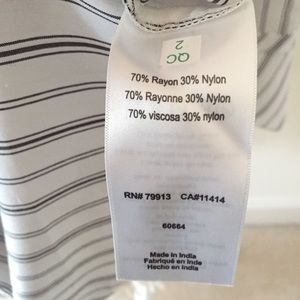 QC
2
70% Rayon 30% Nylon
70% Rayonne 30% Nylon
70% viscosa 30% nylon
RN# 79913 CA#11414
60664
Made in India
Fabriqué en Inde
Hecho en India